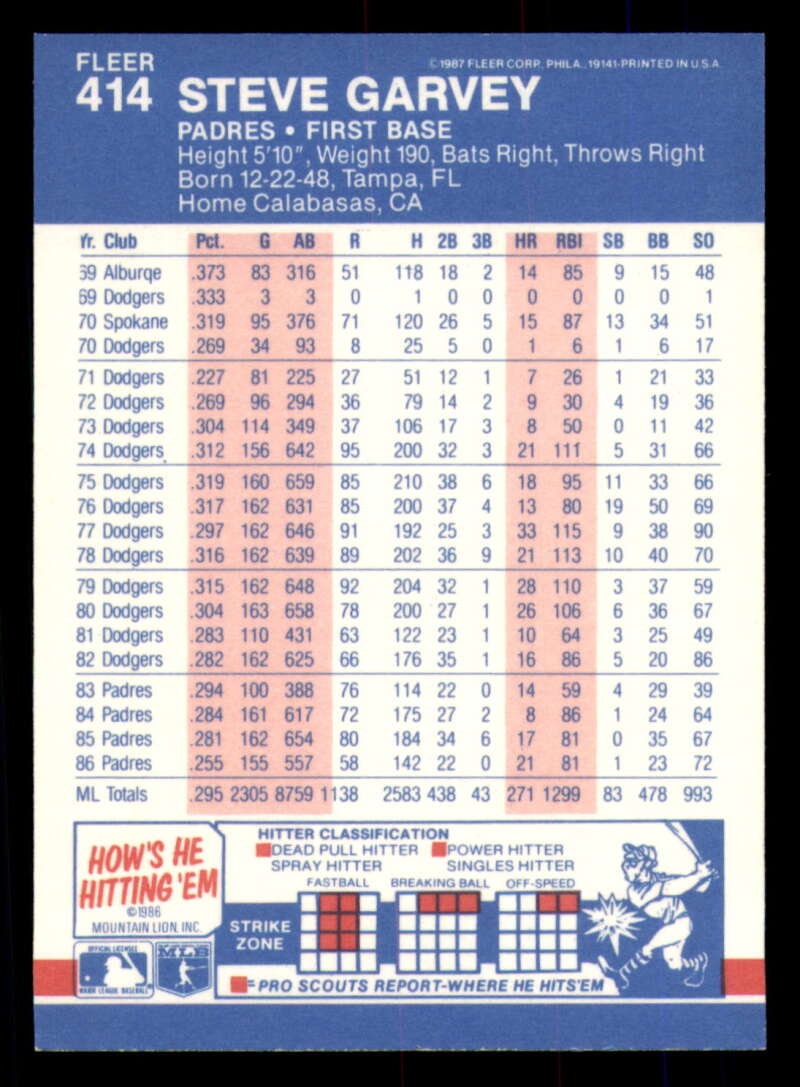 FLEER
414 STEVE GARVEY
©1987 FLEER CORP. PHILA., 19141-PRINTED IN U.S.A.
PADRES • FIRST BASE
Height 5'10", Weight 190, Bats Right, Throws Right
Born 12-22-48, Tampa, FL
Home Calabasas, CA
Yr. Club Pct. G AB R H 2B 3B HR RBI SB BB SO
69 Alburqe .373 83 316 51 118 18 2 14 85 9 15 48
69 Dodgers .333 3 3 0 1 0 0 0 0 0 0 1
70 Spokane .319 95 376 71 120 26 5 15 87 13 34 51
70 Dodgers .269 34 93 8 25 5 0 1 6 1 6 17
71 Dodgers .227 81 225 27 51 12 1 7 26 1 21 33
72 Dodgers .269 96 294 36 79 14 2 9 30 4 19 36
73 Dodgers .304 114 349 37 106 17 3 8 50 0 11 42
74 Dodgers .312 156 642 95 200 32 3 21 111 5 31 66
75 Dodgers .319 160 659 85 210 38 6 18 95 11 33 66
76 Dodgers .317 162 631 85 200 37 4 13 80 19 50 69
77 Dodgers .297 162 646 91 192 25 3 33 115 9 38 90
78 Dodgers .316 162 639 89 202 36 9 21 113 10 40 70
79 Dodgers .315 162 648 92 204 32 1 28 110 3 37 59
80 Dodgers .304 163 658 78 200 27 1 26 106 6 36 67
81 Dodgers .283 110 431 63 122 23 1 10 64 3 25 49
82 Dodgers .282 162 625 66 176 35 1 16 86 5 20 86
83 Padres .294 100 388 76 114 22 0 14 59 4 29 39
84 Padres .284 161 617 72 175 27 2 8 86 1 24 64
85 Padres .281 162 654 80 184 34 6 17 81 0 35 67
86 Padres .255 155 557 58 142 22 0 21 81 1 23 72
ML Totals .295 2305 8759 1138 2583 438 43 271 1299 83 478 993
HOW'S HE
HITTING 'EM
©1986
MOUNTAIN LION, INC.
OFFICIAL LICENSEE
MAJOR LEAGUE BASEBALL
MLB
HITTER CLASSIFICATION
DEAD PULL HITTER POWER HITTER
SPRAY HITTER SINGLES HITTER
FASTBALL BREAKING BALL OFF-SPEED
STRIKE
ZONE
=PRO SCOUTS REPORT-WHERE HE HITS'EM